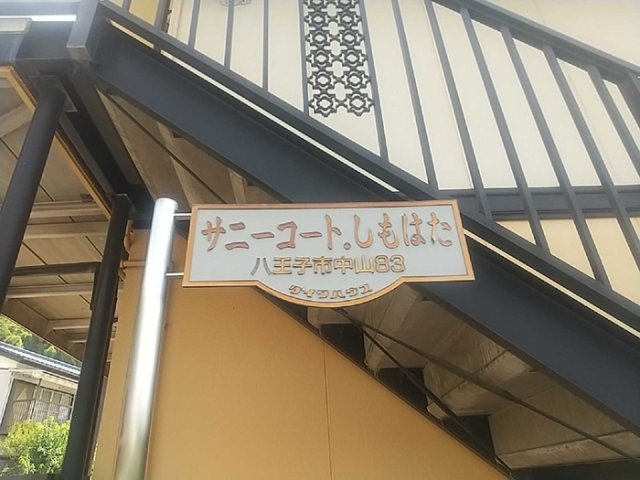 サニーコート.しもはた
八王子市中山83
ダイワハウス